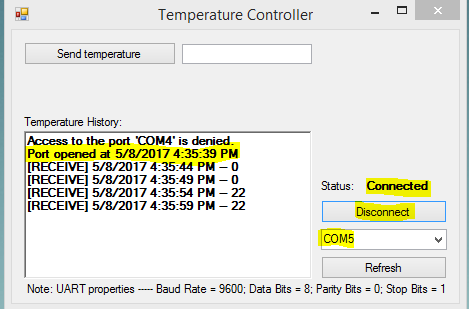 Temperature Controller
Send temperature
Temperature History:
Access to the port 'COM4' is denied.
Port opened at 5/8/2017 4:35:39 PM
[RECEIVE] 5/8/2017 4:35:44 PM -- 0
[RECEIVE] 5/8/2017 4:35:49 PM -- 0
[RECEIVE] 5/8/2017 4:35:54 PM -- 22
[RECEIVE] 5/8/2017 4:35:59 PM -- 22
Status: Connected
Disconnect
COM5
Refresh
Note: UART properties ----- Baud Rate = 9600; Data Bits = 8; Parity Bits = 0; Stop Bits = 1